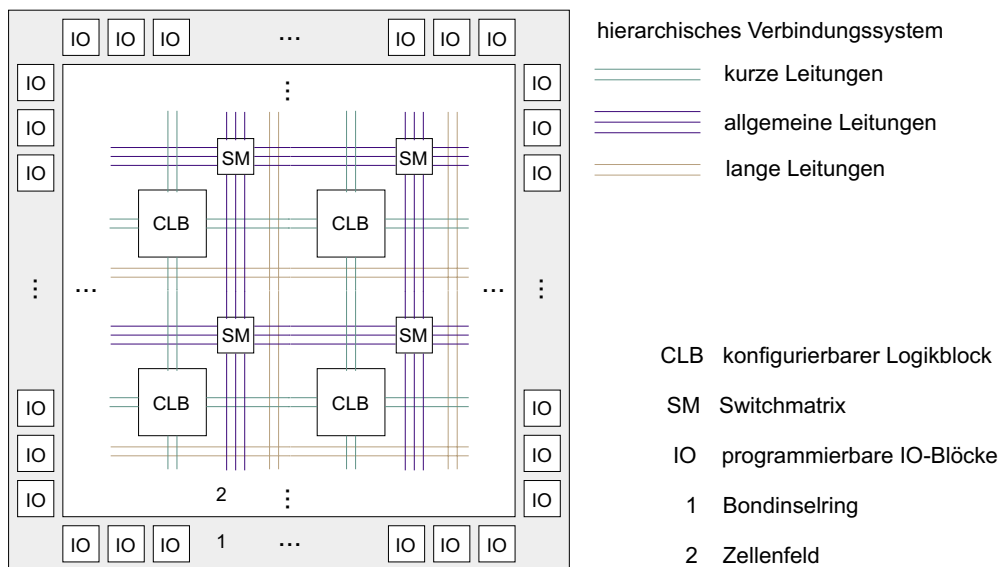 IO IO IO ... IO IO IO
hierarchisches Verbindungssystem
kurze Leitungen
allgemeine Leitungen
lange Leitungen
IO ... IO
IO IO
IO SM SM IO
CLB CLB
... ... ... ...
SM SM
CLB CLB
IO IO
IO IO
IO 2 ... IO
IO IO IO 1 ... IO IO IO
CLB konfigurierbarer Logikblock
SM Switchmatrix
IO programmierbare IO-Blöcke
1 Bondinselring
2 Zellenfeld